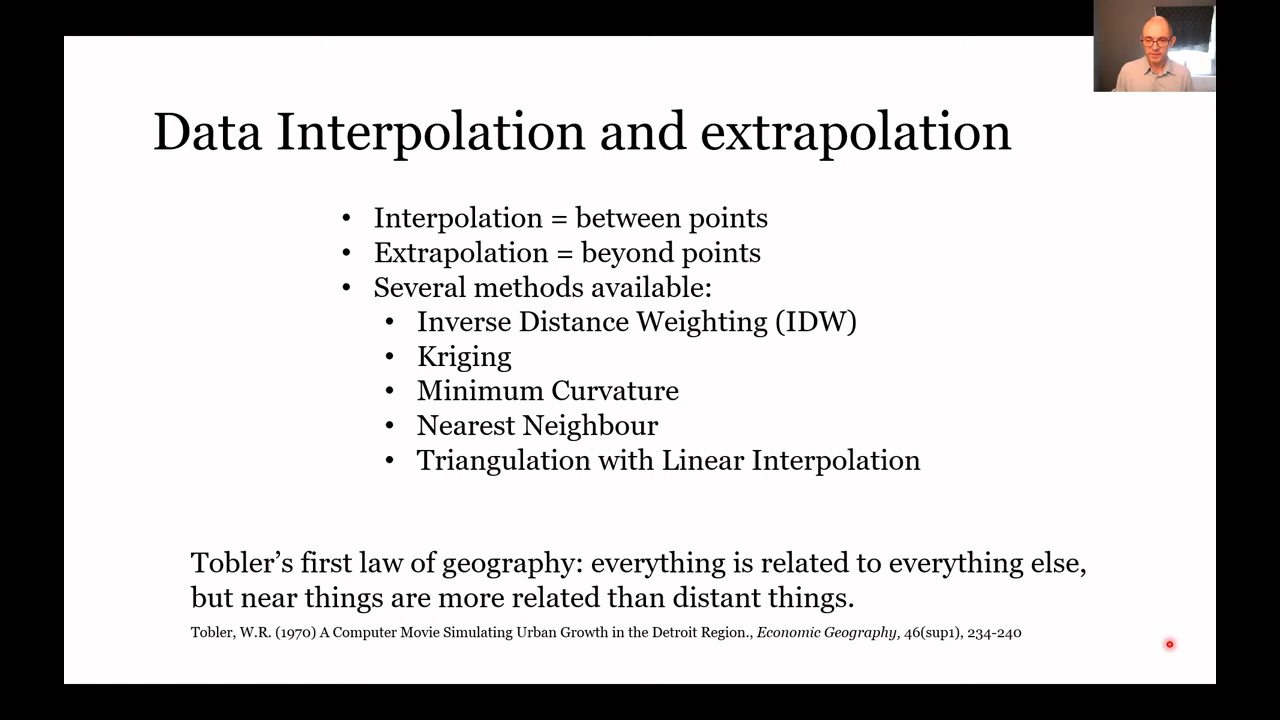 Data Interpolation and extrapolation
• Interpolation = between points
• Extrapolation = beyond points
• Several methods available:
• Inverse Distance Weighting (IDW)
• Kriging
• Minimum Curvature
• Nearest Neighbour
• Triangulation with Linear Interpolation
Tobler’s first law of geography: everything is related to everything else,
but near things are more related than distant things.
Tobler, W.R. (1970) A Computer Movie Simulating Urban Growth in the Detroit Region., Economic Geography, 46(sup1), 234-240